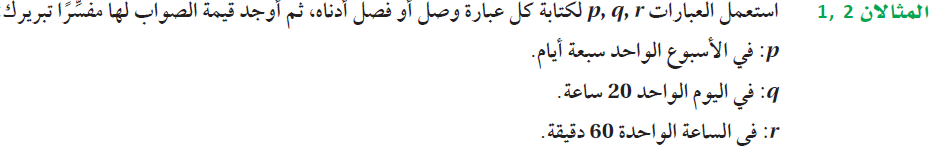 المثالان 1, 2 استعمل العبارات p, q, r لكتابة كل عبارة وصل أو فصل أدناه، ثم أوجد قيمة الصواب لها مفسِّرًا تبريرك:
p: في الأسبوع الواحد سبعة أيام.
q: في اليوم الواحد 20 ساعة.
r: في الساعة الواحدة 60 دقيقة.